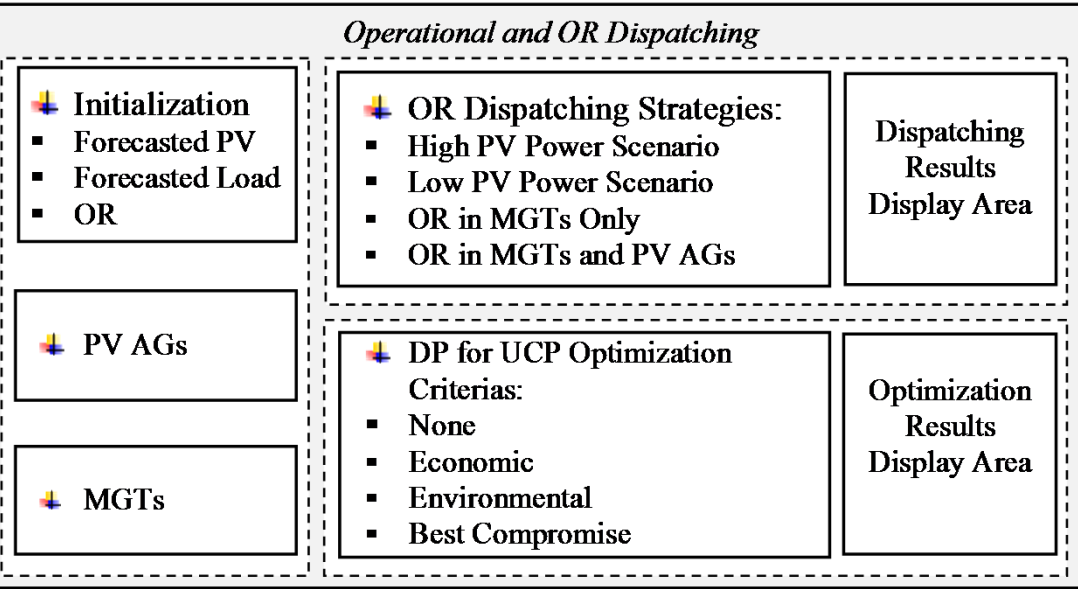 Operational and OR Dispatching
Initialization
▪ Forecasted PV
▪ Forecasted Load
▪ OR
PV AGs
MGTs
OR Dispatching Strategies:
▪ High PV Power Scenario
▪ Low PV Power Scenario
▪ OR in MGTs Only
▪ OR in MGTs and PV AGs
Dispatching
Results
Display Area
DP for UCP Optimization
Criterias:
▪ None
▪ Economic
▪ Environmental
▪ Best Compromise
Optimization
Results
Display Area